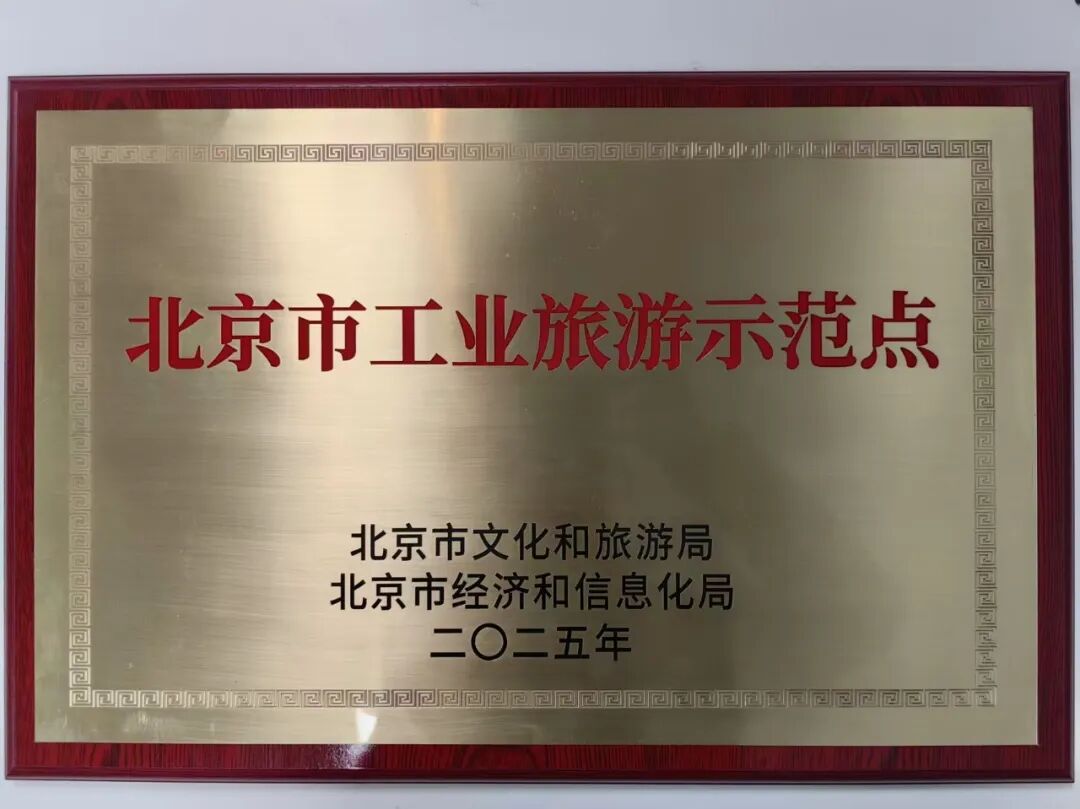 北京市工业旅游示范点
北京市文化和旅游局
北京市经济和信息化局
二〇二五年